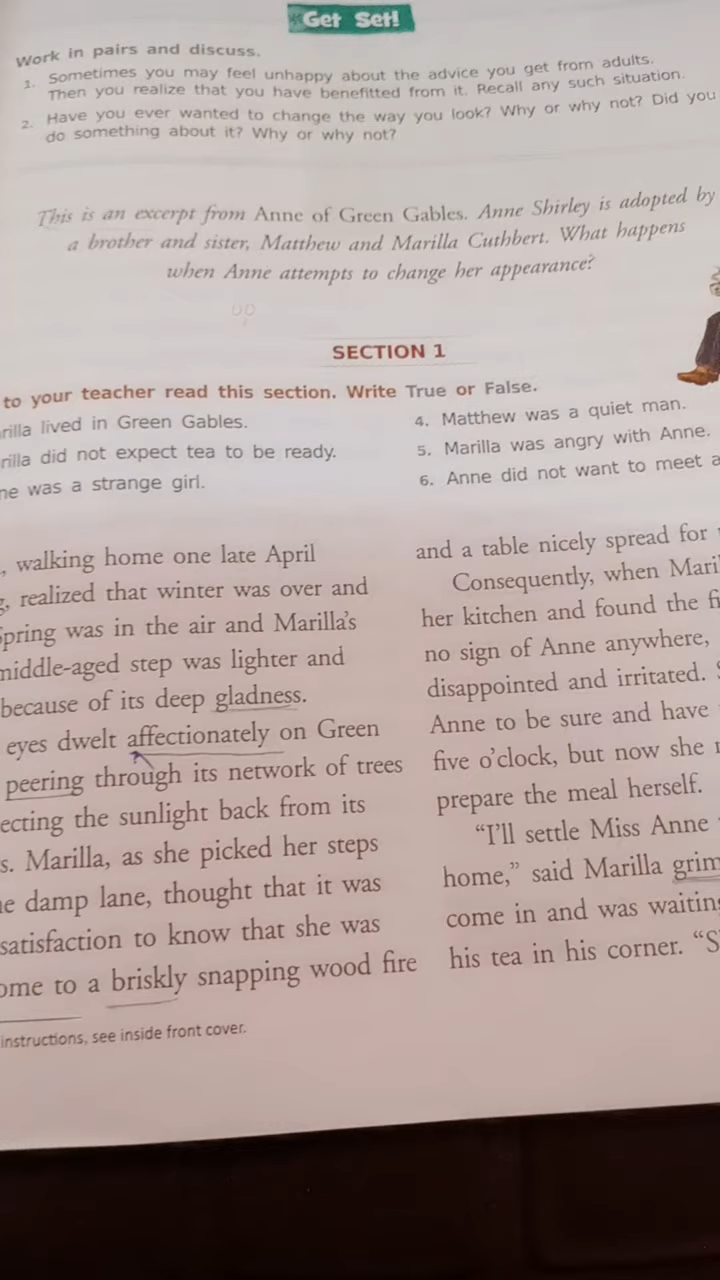 Get Set!
Work in pairs and discuss.
1. Sometimes you may feel unhappy about the advice you get from adults.
Then you realize that you have benefitted from it. Recall any such situation.
2. Have you ever wanted to change the way you look? Why or why not? Did you
do something about it? Why or why not?
This is an excerpt from Anne of Green Gables. Anne Shirley is adopted by
a brother and sister, Matthew and Marilla Cuthbert. What happens
when Anne attempts to change her appearance?
SECTION 1
to your teacher read this section. Write True or False.
rilla lived in Green Gables.
rilla did not expect tea to be ready.
ne was a strange girl.
4. Matthew was a quiet man.
5. Marilla was angry with Anne.
6. Anne did not want to meet a
, walking home one late April
g, realized that winter was over and
spring was in the air and Marilla's
middle-aged step was lighter and
because of its deep gladness.
eyes dwelt affectionately on Green
peering through its network of trees
ecting the sunlight back from its
s. Marilla, as she picked her steps
e damp lane, thought that it was
satisfaction to know that she was
ome to a briskly snapping wood fire
and a table nicely spread for
Consequently, when Maril
her kitchen and found the fi
no sign of Anne anywhere,
disappointed and irritated.
Anne to be sure and have
five o'clock, but now she
prepare the meal herself.
"I'll settle Miss Anne
home," said Marilla grim
come in and was waiting
his tea in his corner. "S
instructions, see inside front cover.